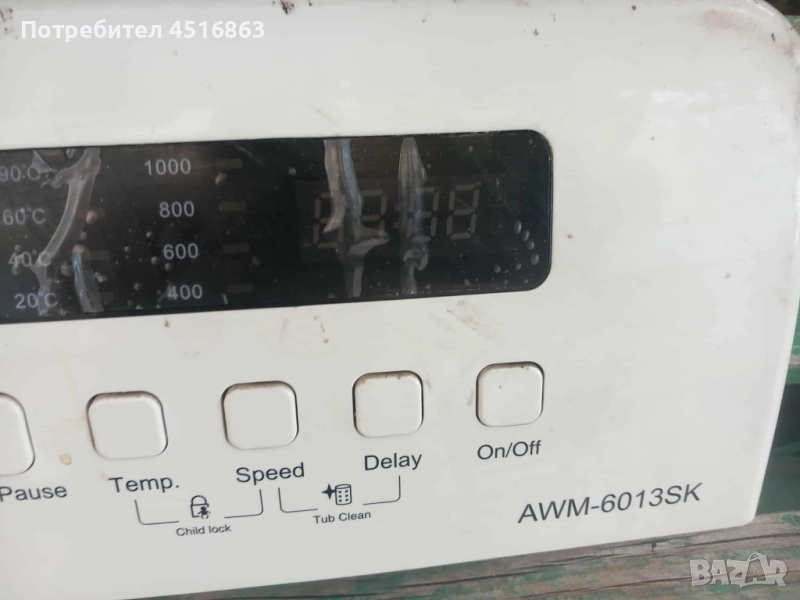 Потребител 4516863
90°C 1000
60°C 800
40°C 600
20°C 400
Pause Temp. Speed Delay On/Off
Child lock Tub Clean
AWM-6013SK
BAZAR